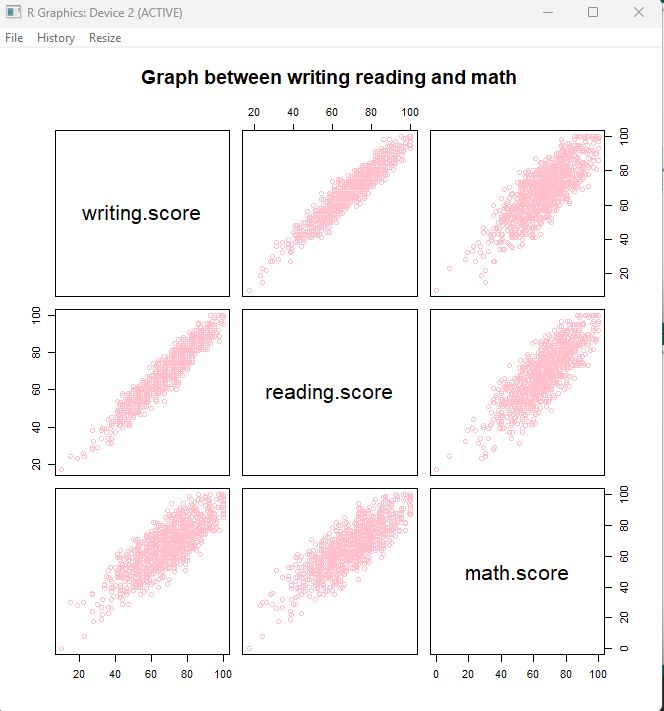 R Graphics: Device 2 (ACTIVE)
File History Resize
Graph between writing reading and math
20 40 60 80 100
writing.score
100
80
60
40
20
100
80
60
40
20
reading.score
math.score
100
80
60
40
20
0
20 40 60 80 100
0 20 40 60 80 100